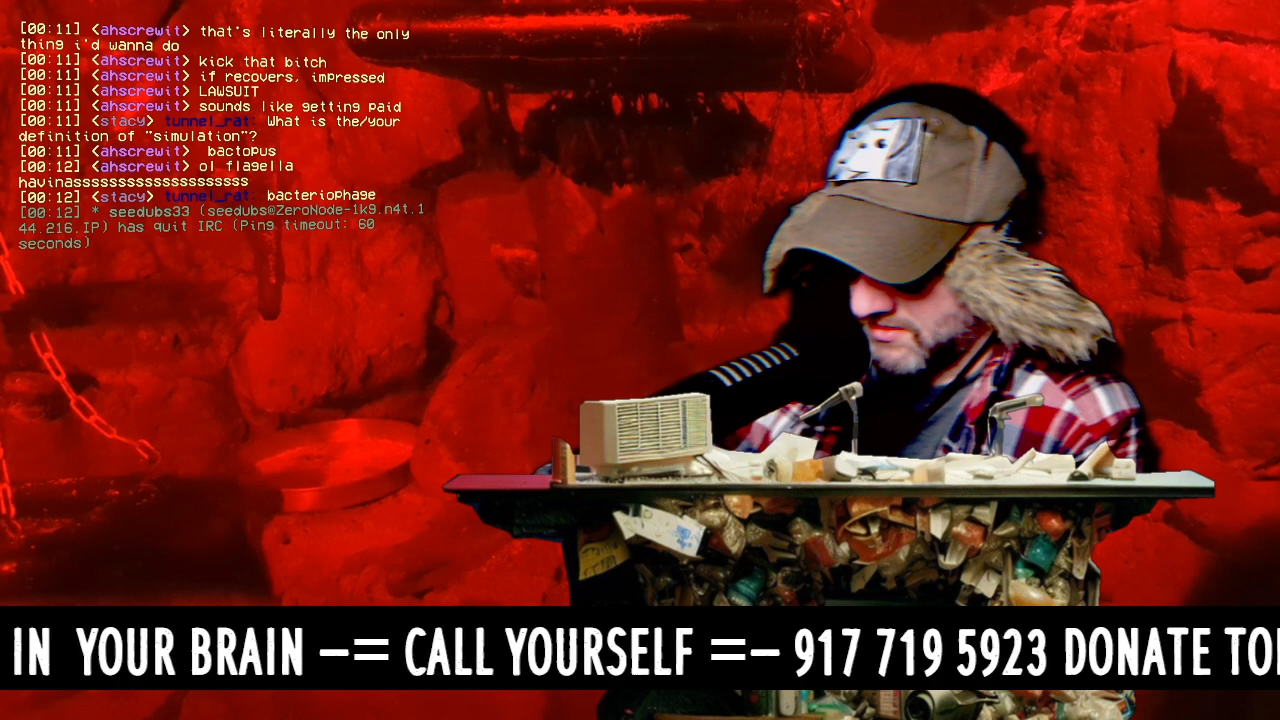 [00:11] <ahscrewit> that's literally the only
thing i'd wanna do
[00:11] <ahscrewit> kick that bitch
[00:11] <ahscrewit> if recovers, impressed
[00:11] <ahscrewit> LAWSUIT
[00:11] <ahscrewit> sounds like getting paid
[00:11] <stacy> tunnel_rat: What is the/your
definition of "simulation"?
[00:11] <ahscrewit>  bactopus
[00:12] <ahscrewit> ol flagella
havinasssssssssssssssssssss
[00:12] <stacy> tunnel_rat: bacteriophage
[00:12] * seedubs33 (seedubs@ZeroNode-1k9.n4t.1
44.216.IP) has quit IRC (Ping timeout: 60
seconds)
IN YOUR BRAIN -= CALL YOURSELF =- 917 719 5923 DONATE